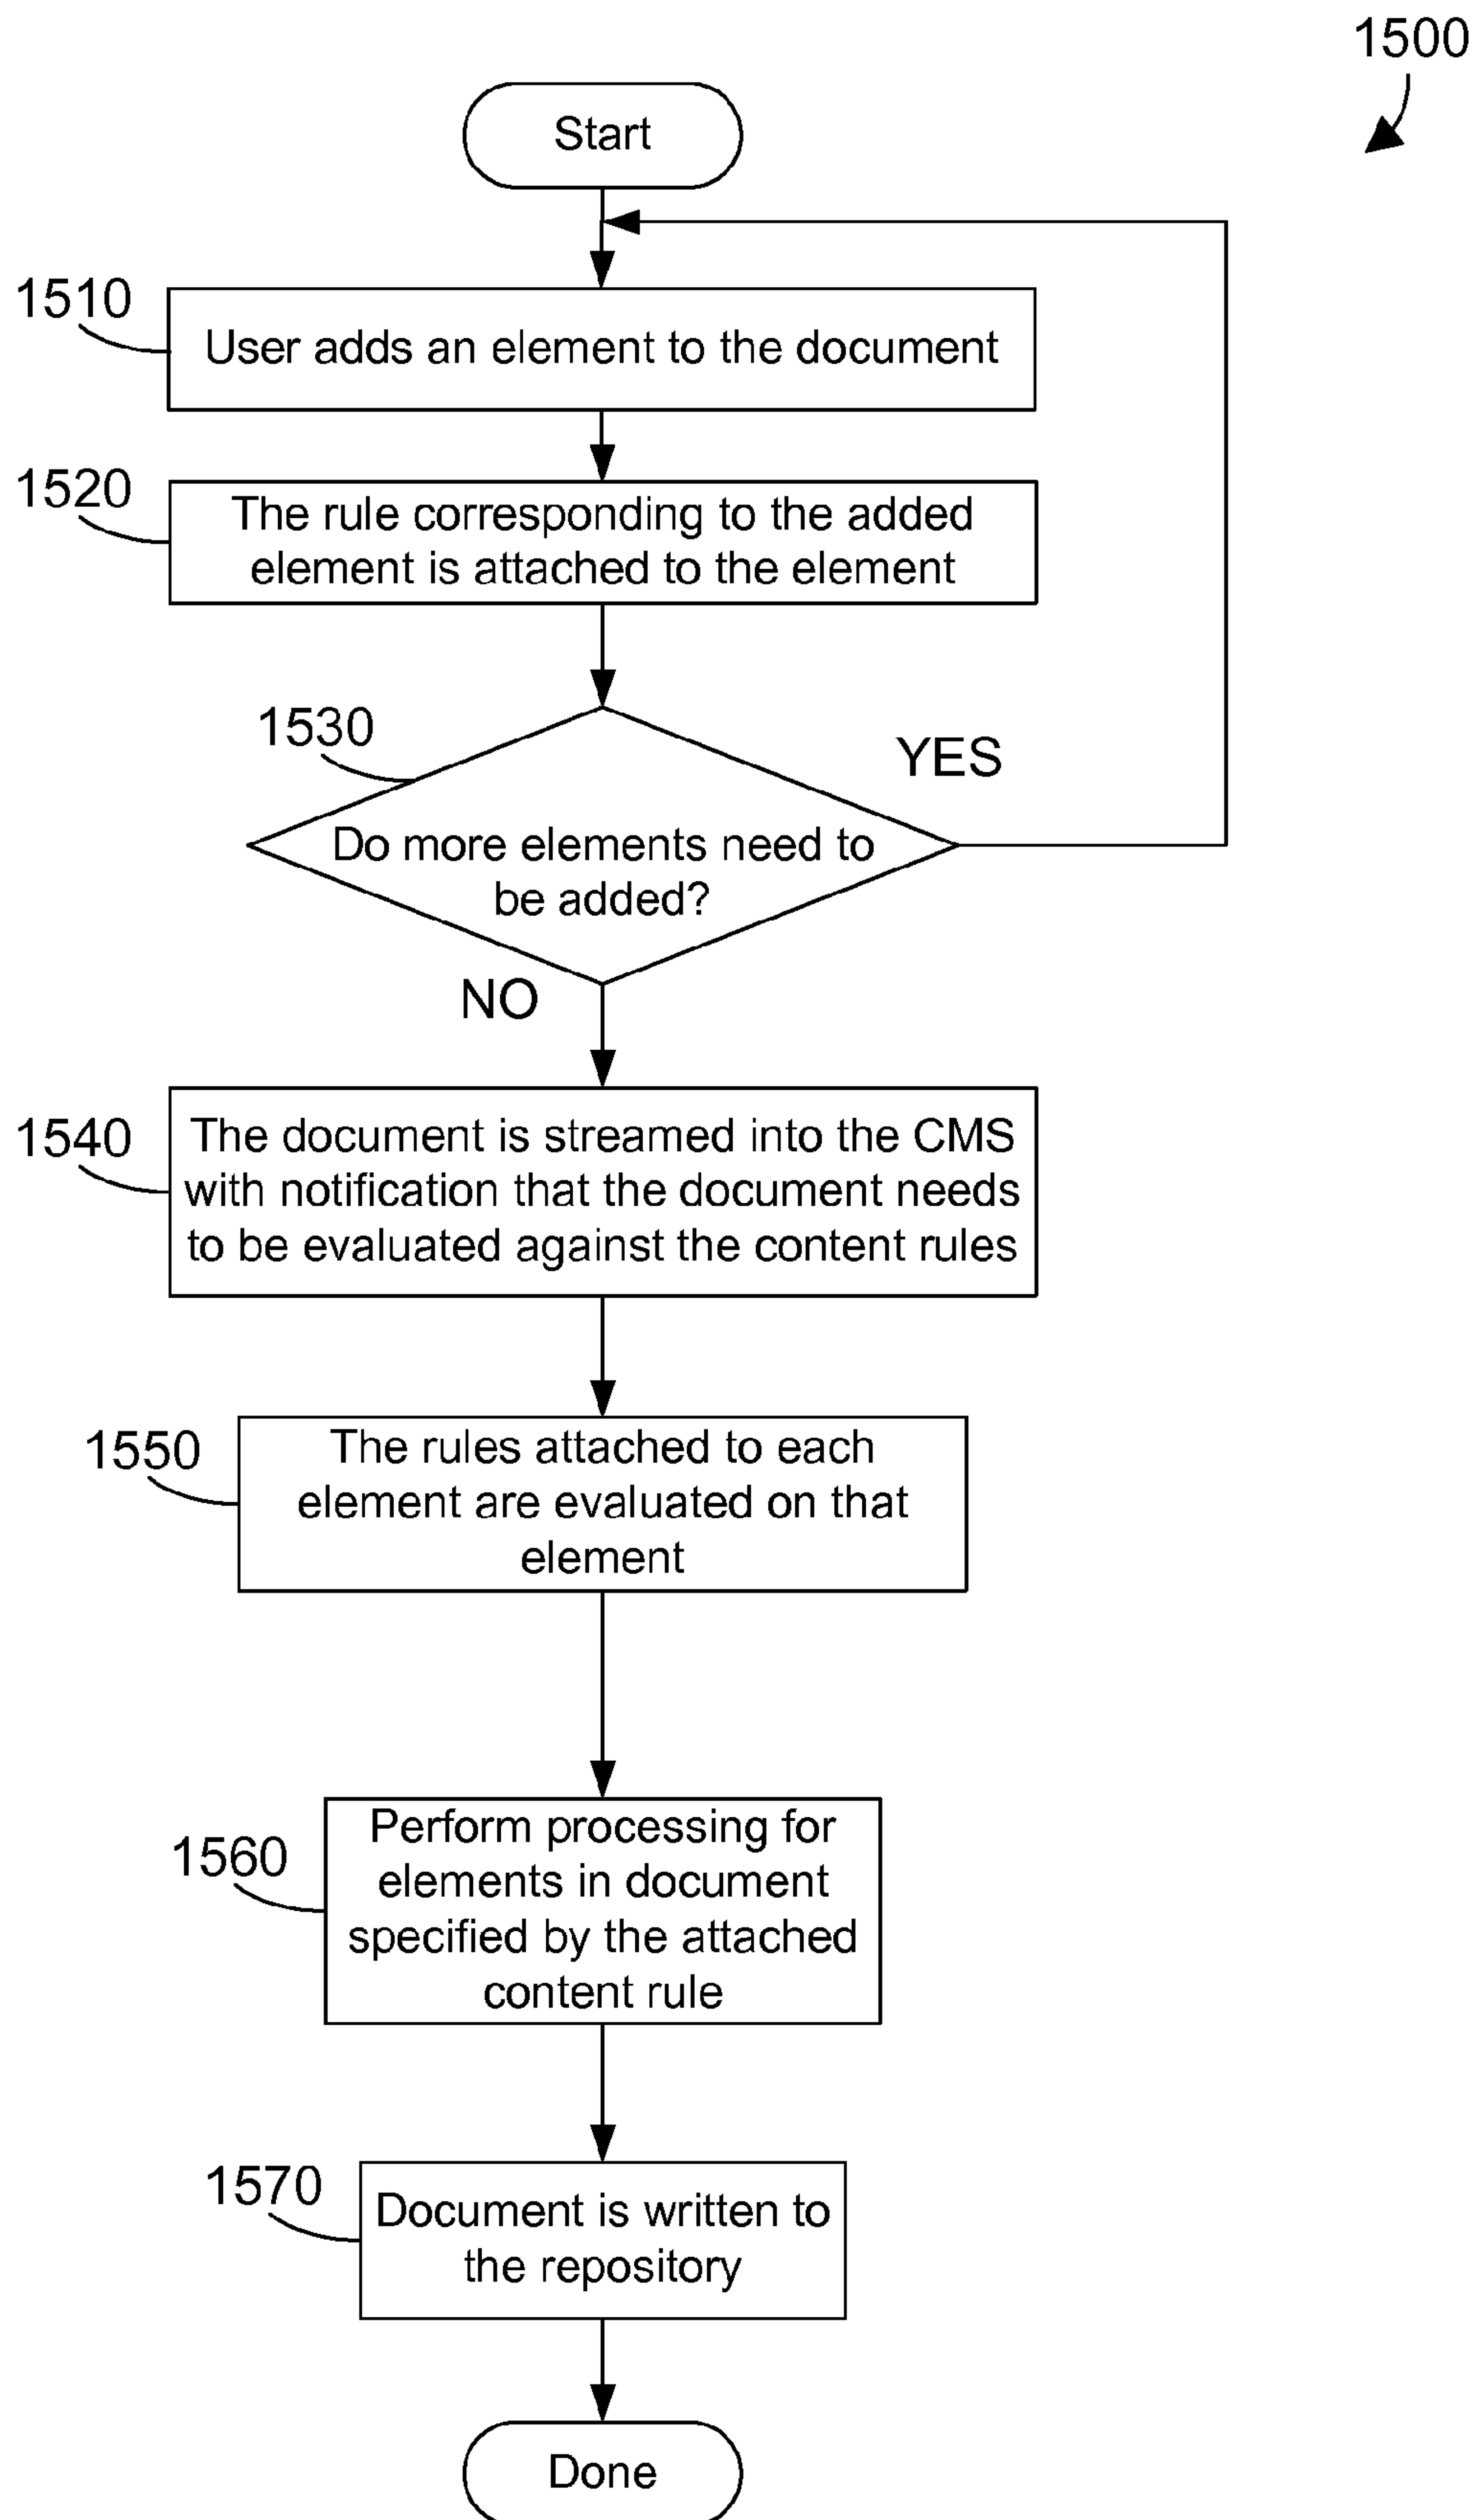 1500
Start
1510
User adds an element to the document
1520
The rule corresponding to the added
element is attached to the element
1530
YES
Do more elements need to
be added?
NO
1540
The document is streamed into the CMS
with notification that the document needs
to be evaluated against the content rules
1550
The rules attached to each
element are evaluated on that
element
1560
Perform processing for
elements in document
specified by the attached
content rule
1570
Document is written to
the repository
Done